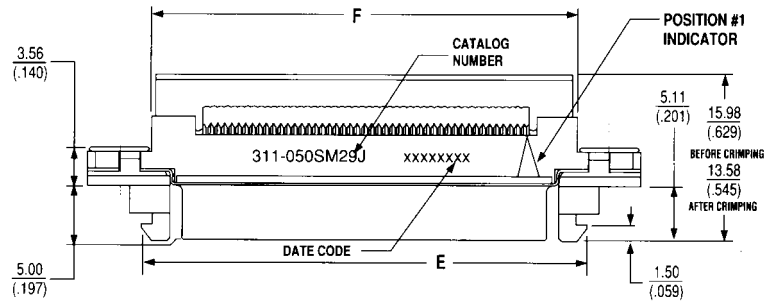 F
POSITION #1
INDICATOR
CATALOG
NUMBER
3.56
(.140)
5.11
(.201)
15.98
(.629)
BEFORE CRIMPING
13.58
(.545)
AFTER CRIMPING
311-050SM29J XXXXXXXX
DATE CODE
E
5.00
(.197)
1.50
(.059)